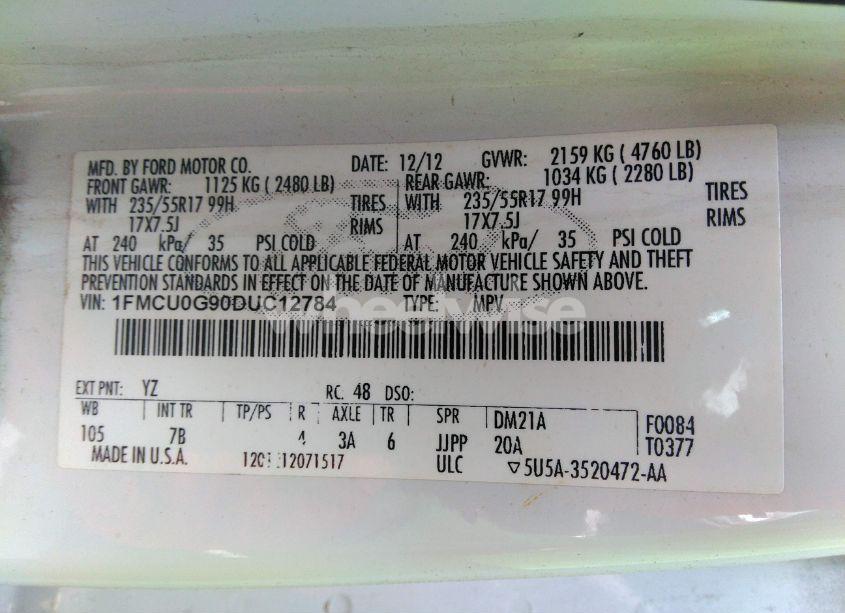 MFD. BY FORD MOTOR CO. DATE: 12/12 GVWR: 2159 KG ( 4760 LB)
FRONT GAWR: 1125 KG ( 2480 LB) REAR GAWR: 1034 KG ( 2280 LB)
WITH 235/55R17 99H TIRES WITH 235/55R17 99H TIRES
17X7.5J RIMS 17X7.5J RIMS
AT 240 kPa/ 35 PSI COLD AT 240 kPa/ 35 PSI COLD
THIS VEHICLE CONFORMS TO ALL APPLICABLE FEDERAL MOTOR VEHICLE SAFETY AND THEFT
PREVENTION STANDARDS IN EFFECT ON THE DATE OF MANUFACTURE SHOWN ABOVE.
VIN: 1FMCU0G90DUC12784 TYPE: MPV
wheelwise
EXT PNT: YZ RC: 48 DSO:
WB INT TR TP/PS R AXLE TR SPR DM21A F0084
105 7B 4 3A 6 JJPP 20A T0377
MADE IN U.S.A. 12071517 ULC ▽5U5A-3520472-AA